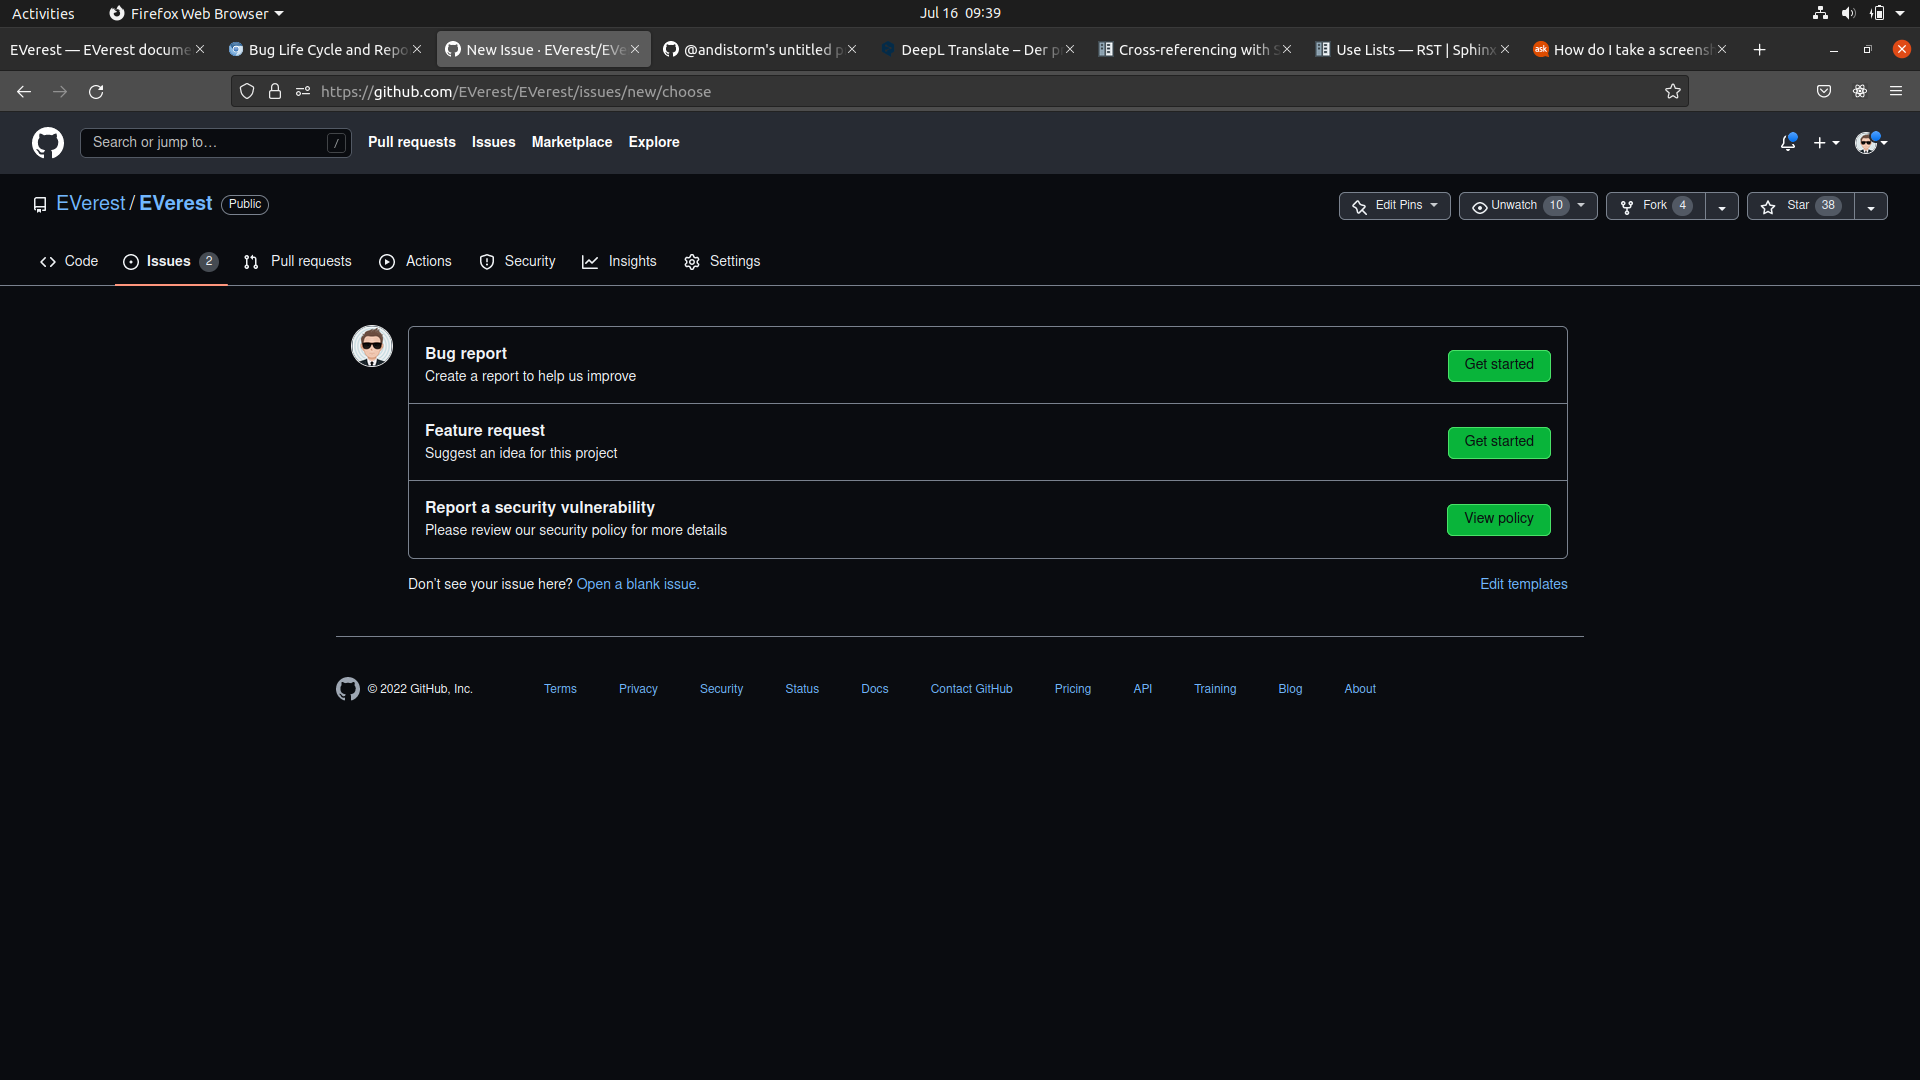 Activities Firefox Web Browser Jul 16 09:39
EVerest — EVerest docume Bug Life Cycle and Repo New Issue · EVerest/EVe @andistorm's untitled p DeepL Translate – Der p Cross-referencing with S Use Lists — RST | Sphinx ask How do I take a screensh
https://github.com/EVerest/EVerest/issues/new/choose
Search or jump to… / Pull requests Issues Marketplace Explore
EVerest / EVerest Public Edit Pins Unwatch 10 Fork 4 Star 38
Code Issues 2 Pull requests Actions Security Insights Settings
Bug report
Create a report to help us improve
Get started
Feature request
Suggest an idea for this project
Get started
Report a security vulnerability
Please review our security policy for more details
View policy
Don't see your issue here? Open a blank issue. Edit templates
© 2022 GitHub, Inc. Terms Privacy Security Status Docs Contact GitHub Pricing API Training Blog About